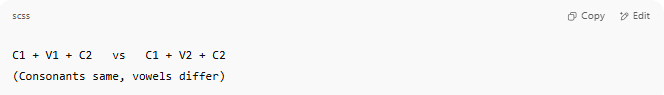 scss Copy Edit
C1 + V1 + C2 vs C1 + V2 + C2
(Consonants same, vowels differ)